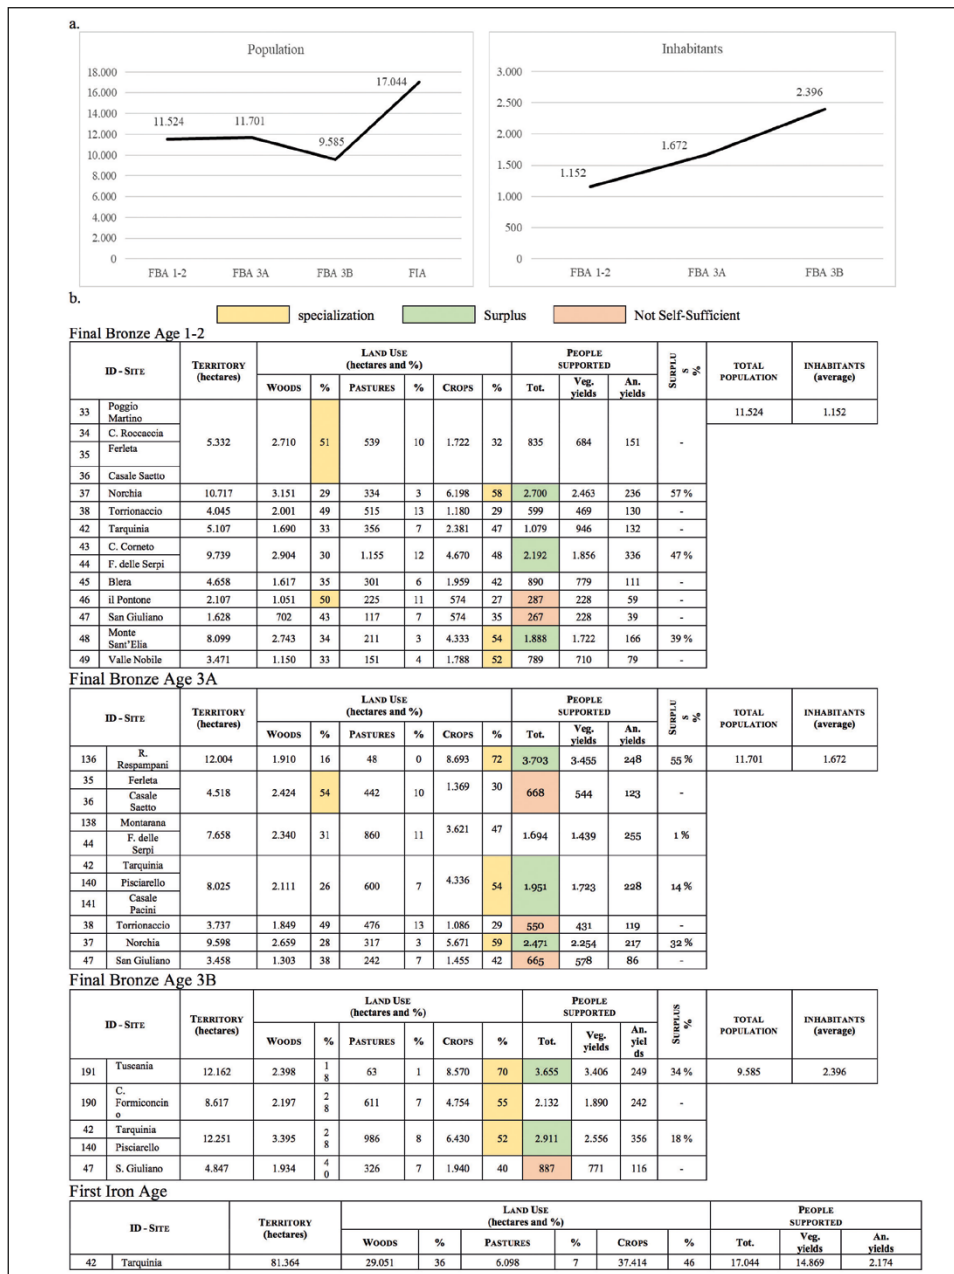 a.
Population
18.000
16.000
14.000
12.000
10.000
8.000
6.000
4.000
2.000
0
11.524
11.701
9.585
17.044
FBA 1-2 FBA 3A FBA 3B FIA
Inhabitants
3.000
2.500
2.000
1.500
1.000
500
0
1.152
1.672
2.396
FBA 1-2 FBA 3A FBA 3B
b.
specialization Surplus Not Self-Sufficient
Final Bronze Age 1-2
ID - SITE TERRITORY (hectares) LAND USE (hectares and %) PEOPLE SUPPORTED SURPLUS % TOTAL POPULATION INHABITANTS (average)
WOODS % PASTURES % CROPS % Tot. Veg. yields An. yields
33 Poggio Martino 11.524 1.152
34 C. Roccaccia
35 Ferleta
36 Casale Saetto
5.332 2.710 51 539 10 1.722 32 835 684 151 -
37 Norchia 10.717 3.151 29 334 3 6.198 58 2.700 2.463 236 57 %
38 Torrionaccio 4.045 2.001 49 515 13 1.180 29 599 469 130 -
42 Tarquinia 5.107 1.690 33 356 7 2.381 47 1.079 946 132 -
43 C. Corneto
44 F. delle Serpi
9.739 2.904 30 1.155 12 4.670 48 2.192 1.856 336 47 %
45 Blera 4.658 1.617 35 301 6 1.959 42 890 779 111 -
46 il Pontone 2.107 1.051 50 225 11 574 27 287 228 59 -
47 San Giuliano 1.628 702 43 117 7 574 35 267 228 39 -
48 Monte Sant'Elia 8.099 2.743 34 211 3 4.333 54 1.888 1.722 166 39 %
49 Valle Nobile 3.471 1.150 33 151 4 1.788 52 789 710 79 -
Final Bronze Age 3A
ID - SITE TERRITORY (hectares) LAND USE (hectares and %) PEOPLE SUPPORTED SURPLUS % TOTAL POPULATION INHABITANTS (average)
WOODS % PASTURES % CROPS % Tot. Veg. yields An. yields
136 R. Respampani 12.004 1.910 16 48 0 8.693 72 3.703 3.455 248 55 % 11.701 1.672
35 Ferleta
36 Casale Saetto
4.518 2.424 54 442 10 1.369 30 668 544 123 -
138 Montarana
44 F. delle Serpi
7.658 2.340 31 860 11 3.621 47 1.694 1.439 255 1 %
42 Tarquinia
140 Pisciarello
141 Casale Pacini
8.025 2.111 26 600 7 4.336 54 1.951 1.723 228 14 %
38 Torrionaccio 3.737 1.849 49 476 13 1.086 29 550 431 119 -
37 Norchia 9.598 2.659 28 317 3 5.671 59 2.471 2.254 217 32 %
47 San Giuliano 3.458 1.303 38 242 7 1.455 42 665 578 86 -
Final Bronze Age 3B
ID - SITE TERRITORY (hectares) LAND USE (hectares and %) PEOPLE SUPPORTED SURPLUS % TOTAL POPULATION INHABITANTS (average)
WOODS % PASTURES % CROPS % Tot. Veg. yields An. yiel ds
191 Tuscania 12.162 2.398 18 63 1 8.570 70 3.655 3.406 249 34 % 9.585 2.396
190 C. Formiconcin o 8.617 2.197 28 611 7 4.754 55 2.132 1.890 242 -
42 Tarquinia
140 Pisciarello
12.251 3.395 28 986 8 6.430 52 2.911 2.556 356 18 %
47 S. Giuliano 4.847 1.934 40 326 7 1.940 40 887 771 116 -
First Iron Age
ID - SITE TERRITORY (hectares) LAND USE (hectares and %) PEOPLE SUPPORTED
WOODS % PASTURES % CROPS % Tot. Veg. yields An. yields
42 Tarquinia 81.364 29.051 36 6.098 7 37.414 46 17.044 14.869 2.174